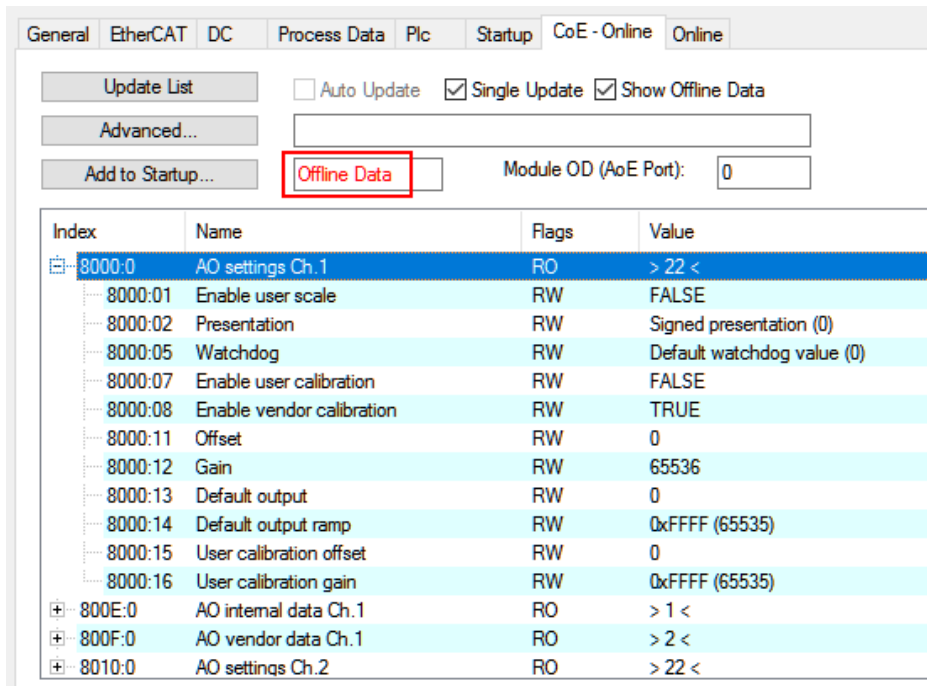 General EtherCAT DC Process Data Plc Startup CoE - Online Online
Update List Auto Update Single Update Show Offline Data
Advanced...
Add to Startup... Offline Data Module OD (AoE Port): 0
Index Name Flags Value
8000:0 AO settings Ch.1 RO > 22 <
8000:01 Enable user scale RW FALSE
8000:02 Presentation RW Signed presentation (0)
8000:05 Watchdog RW Default watchdog value (0)
8000:07 Enable user calibration RW FALSE
8000:08 Enable vendor calibration RW TRUE
8000:11 Offset RW 0
8000:12 Gain RW 65536
8000:13 Default output RW 0
8000:14 Default output ramp RW 0xFFFF (65535)
8000:15 User calibration offset RW 0
8000:16 User calibration gain RW 0xFFFF (65535)
800E:0 AO internal data Ch.1 RO > 1 <
800F:0 AO vendor data Ch.1 RO > 2 <
8010:0 AO settings Ch.2 RO > 22 <